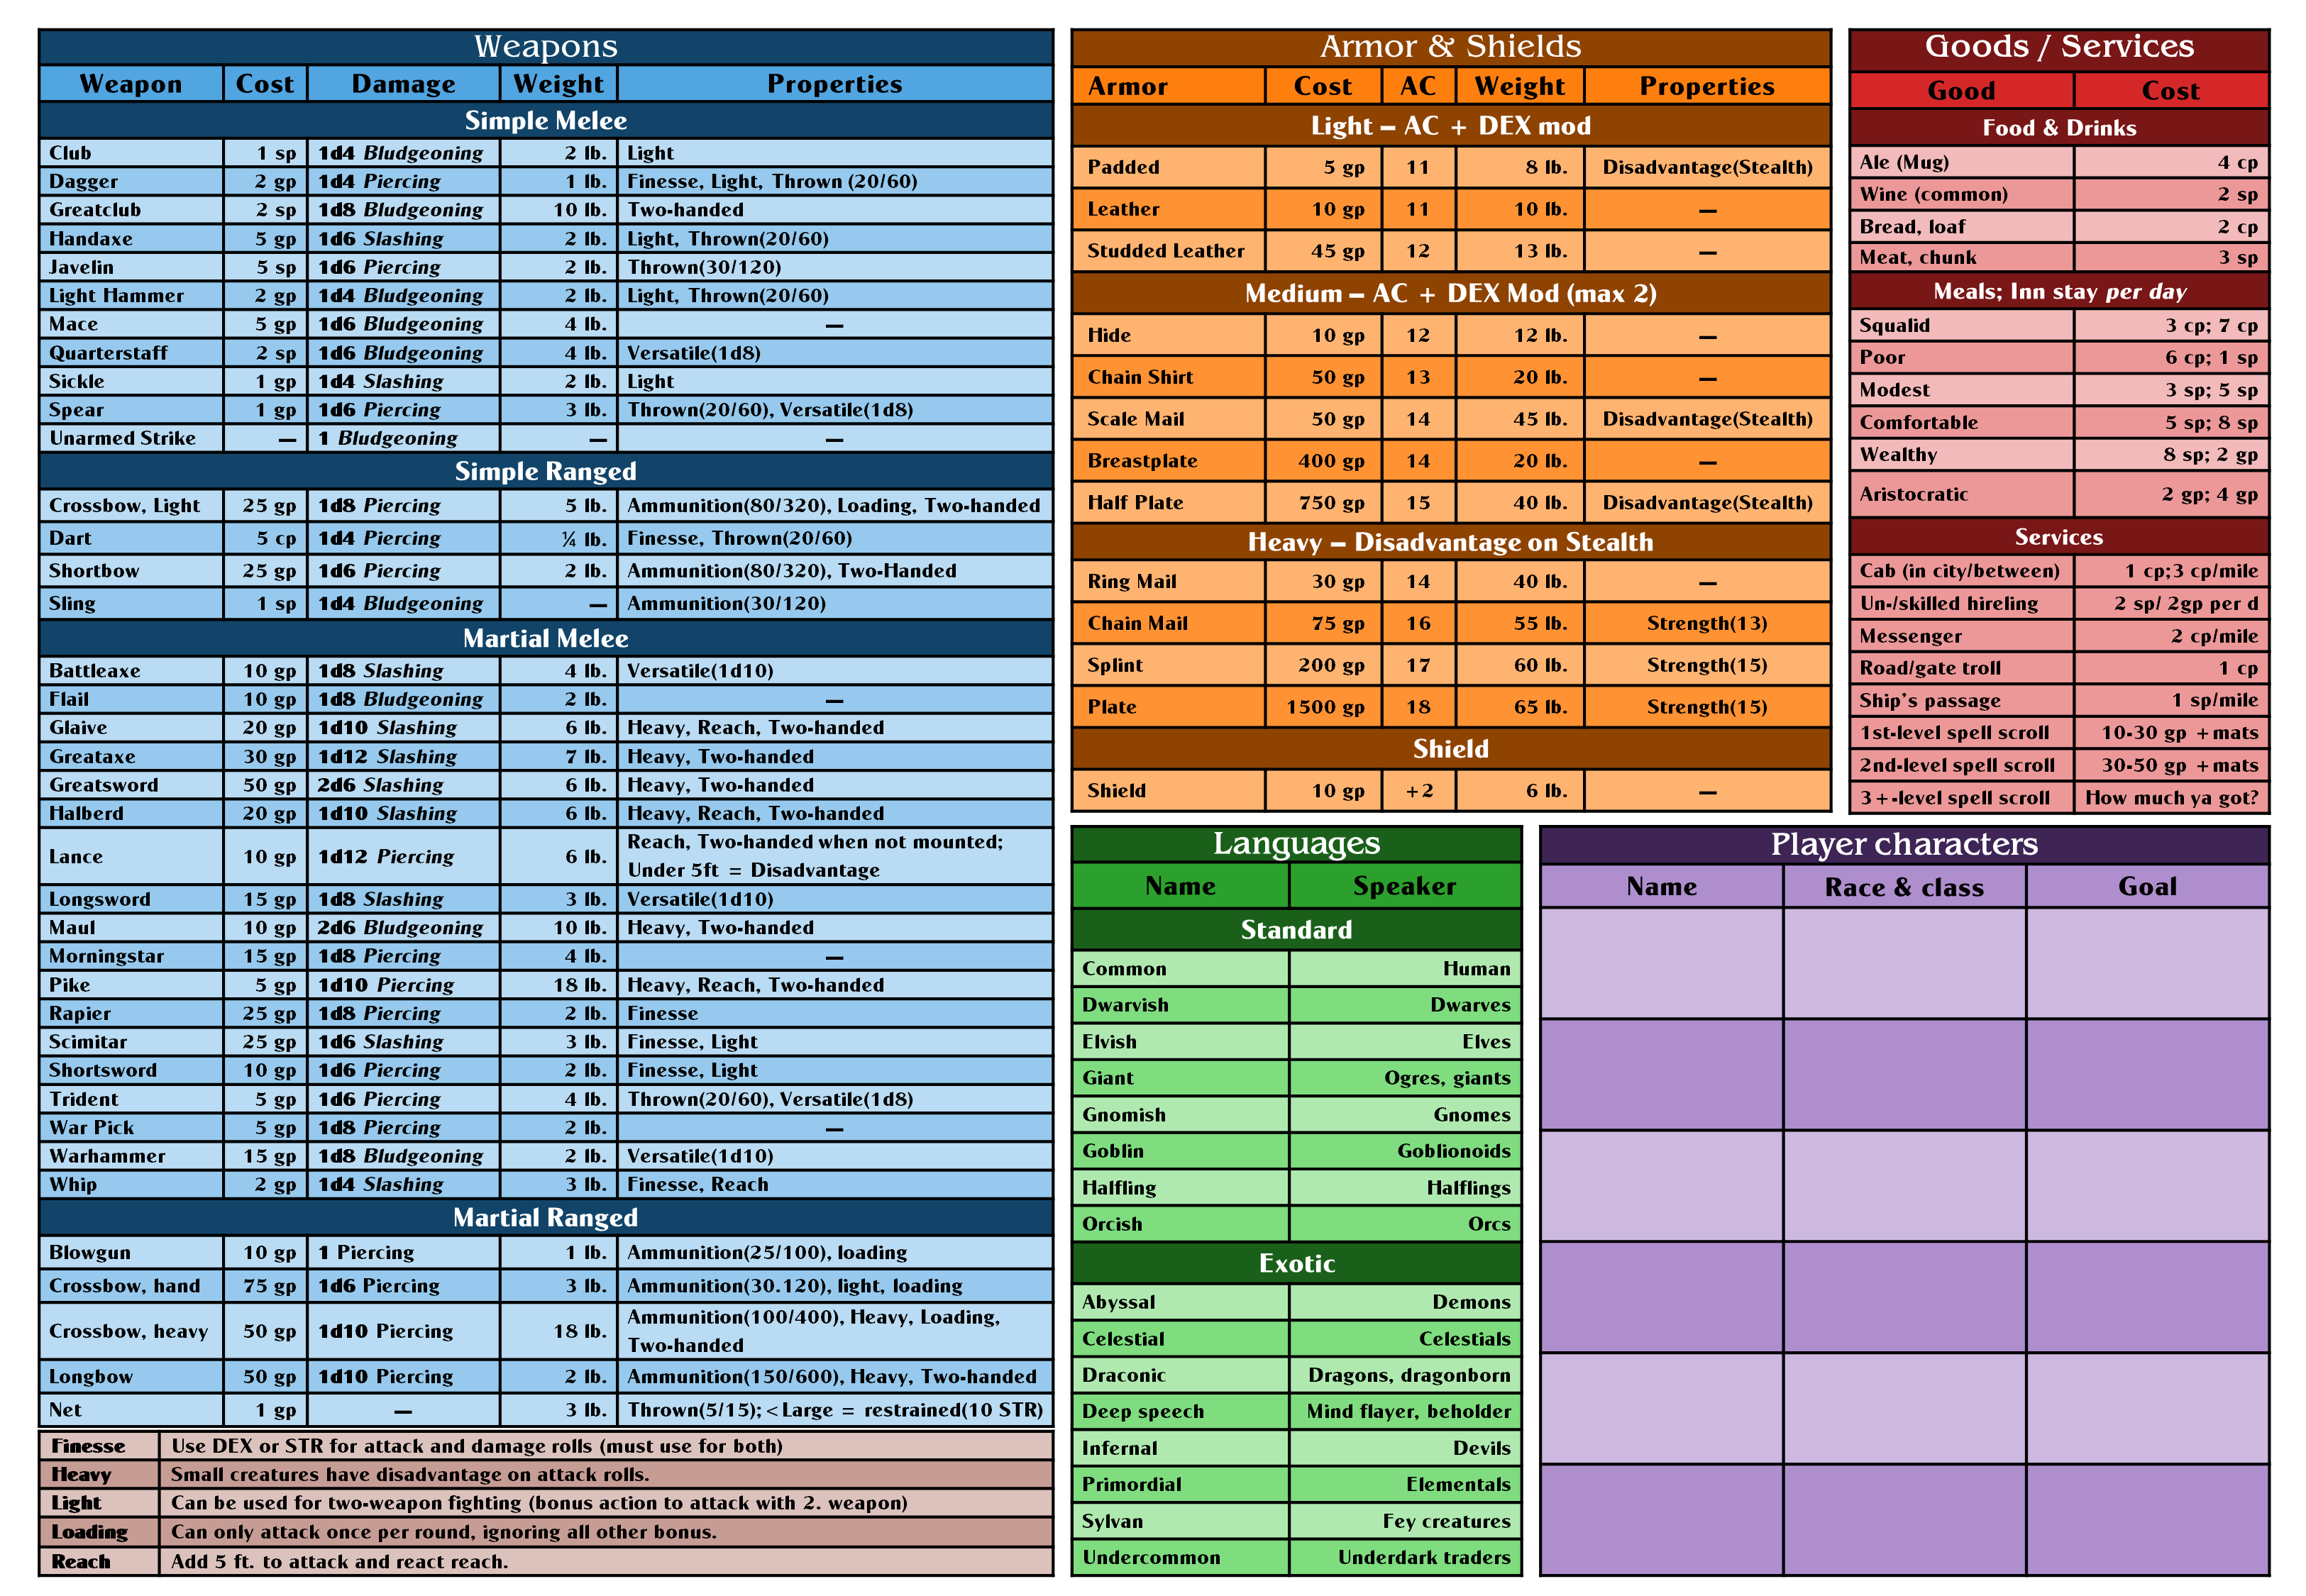 Weapons
Weapon Cost Damage Weight Properties
Simple Melee
Club 1 sp 1d4 Bludgeoning 2 lb. Light
Dagger 2 gp 1d4 Piercing 1 lb. Finesse, Light, Thrown (20/60)
Greatclub 2 sp 1d8 Bludgeoning 10 lb. Two-handed
Handaxe 5 gp 1d6 Slashing 2 lb. Light, Thrown(20/60)
Javelin 5 sp 1d6 Piercing 2 lb. Thrown(30/120)
Light Hammer 2 gp 1d4 Bludgeoning 2 lb. Light, Thrown(20/60)
Mace 5 gp 1d6 Bludgeoning 4 lb. —
Quarterstaff 2 sp 1d6 Bludgeoning 4 lb. Versatile(1d8)
Sickle 1 gp 1d4 Slashing 2 lb. Light
Spear 1 gp 1d6 Piercing 3 lb. Thrown(20/60), Versatile(1d8)
Unarmed Strike — 1 Bludgeoning — —
Simple Ranged
Crossbow, Light 25 gp 1d8 Piercing 5 lb. Ammunition(80/320), Loading, Two-handed
Dart 5 cp 1d4 Piercing ¼ lb. Finesse, Thrown(20/60)
Shortbow 25 gp 1d6 Piercing 2 lb. Ammunition(80/320), Two-Handed
Sling 1 sp 1d4 Bludgeoning — Ammunition(30/120)
Martial Melee
Battleaxe 10 gp 1d8 Slashing 4 lb. Versatile(1d10)
Flail 10 gp 1d8 Bludgeoning 2 lb. —
Glaive 20 gp 1d10 Slashing 6 lb. Heavy, Reach, Two-handed
Greataxe 30 gp 1d12 Slashing 7 lb. Heavy, Two-handed
Greatsword 50 gp 2d6 Slashing 6 lb. Heavy, Two-handed
Halberd 20 gp 1d10 Slashing 6 lb. Heavy, Reach, Two-handed
Lance 10 gp 1d12 Piercing 6 lb. Reach, Two-handed when not mounted;
Under 5ft = Disadvantage
Longsword 15 gp 1d8 Slashing 3 lb. Versatile(1d10)
Maul 10 gp 2d6 Bludgeoning 10 lb. Heavy, Two-handed
Morningstar 15 gp 1d8 Piercing 4 lb. —
Pike 5 gp 1d10 Piercing 18 lb. Heavy, Reach, Two-handed
Rapier 25 gp 1d8 Piercing 2 lb. Finesse
Scimitar 25 gp 1d6 Slashing 3 lb. Finesse, Light
Shortsword 10 gp 1d6 Piercing 2 lb. Finesse, Light
Trident 5 gp 1d6 Piercing 4 lb. Thrown(20/60), Versatile(1d8)
War Pick 5 gp 1d8 Piercing 2 lb. —
Warhammer 15 gp 1d8 Bludgeoning 2 lb. Versatile(1d10)
Whip 2 gp 1d4 Slashing 3 lb. Finesse, Reach
Martial Ranged
Blowgun 10 gp 1 Piercing 1 lb. Ammunition(25/100), loading
Crossbow, hand 75 gp 1d6 Piercing 3 lb. Ammunition(30.120), light, loading
Crossbow, heavy 50 gp 1d10 Piercing 18 lb. Ammunition(100/400), Heavy, Loading,
Two-handed
Longbow 50 gp 1d10 Piercing 2 lb. Ammunition(150/600), Heavy, Two-handed
Net 1 gp — 3 lb. Thrown(5/15); <Large = restrained(10 STR)
Finesse Use DEX or STR for attack and damage rolls (must use for both)
Heavy Small creatures have disadvantage on attack rolls.
Light Can be used for two-weapon fighting (bonus action to attack with 2. weapon)
Loading Can only attack once per round, ignoring all other bonus.
Reach Add 5 ft. to attack and react reach.
Armor & Shields
Armor Cost AC Weight Properties
Light – AC + DEX mod
Padded 5 gp 11 8 lb. Disadvantage(Stealth)
Leather 10 gp 11 10 lb. —
Studded Leather 45 gp 12 13 lb. —
Medium – AC + DEX Mod (max 2)
Hide 10 gp 12 12 lb. —
Chain Shirt 50 gp 13 20 lb. —
Scale Mail 50 gp 14 45 lb. Disadvantage(Stealth)
Breastplate 400 gp 14 20 lb. —
Half Plate 750 gp 15 40 lb. Disadvantage(Stealth)
Heavy – Disadvantage on Stealth
Ring Mail 30 gp 14 40 lb. —
Chain Mail 75 gp 16 55 lb. Strength(13)
Splint 200 gp 17 60 lb. Strength(15)
Plate 1500 gp 18 65 lb. Strength(15)
Shield
Shield 10 gp +2 6 lb. —
Goods / Services
Good Cost
Food & Drinks
Ale (Mug) 4 cp
Wine (common) 2 sp
Bread, loaf 2 cp
Meat, chunk 3 sp
Meals; Inn stay per day
Squalid 3 cp; 7 cp
Poor 6 cp; 1 sp
Modest 3 sp; 5 sp
Comfortable 5 sp; 8 sp
Wealthy 8 sp; 2 gp
Aristocratic 2 gp; 4 gp
Services
Cab (in city/between) 1 cp;3 cp/mile
Un-/skilled hireling 2 sp/ 2gp per d
Messenger 2 cp/mile
Road/gate troll 1 cp
Ship's passage 1 sp/mile
1st-level spell scroll 10-30 gp +mats
2nd-level spell scroll 30-50 gp +mats
3+-level spell scroll How much ya got?
Languages
Name Speaker
Standard
Common Human
Dwarvish Dwarves
Elvish Elves
Giant Ogres, giants
Gnomish Gnomes
Goblin Goblionoids
Halfling Halflings
Orcish Orcs
Exotic
Abyssal Demons
Celestial Celestials
Draconic Dragons, dragonborn
Deep speech Mind flayer, beholder
Infernal Devils
Primordial Elementals
Sylvan Fey creatures
Undercommon Underdark traders
Player characters
Name Race & class Goal